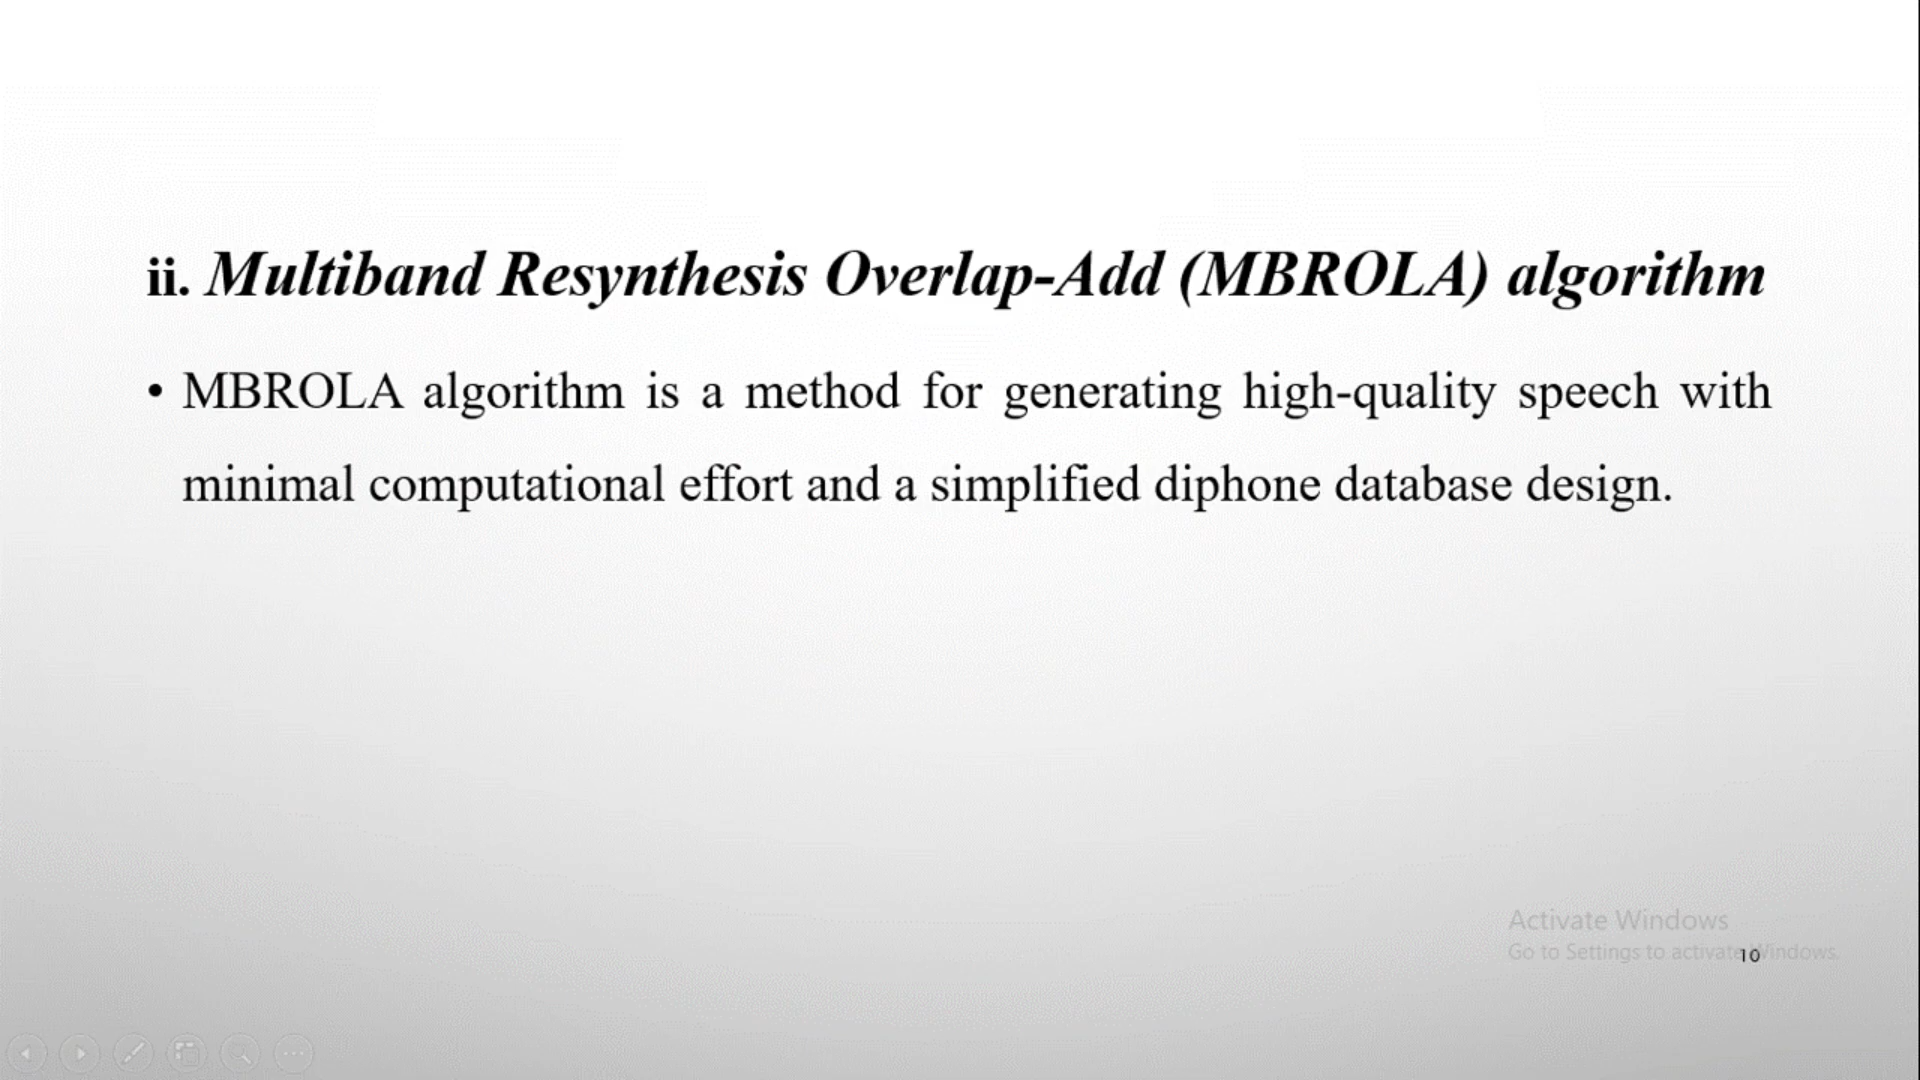 ii. Multiband Resynthesis Overlap-Add (MBROLA) algorithm
• MBROLA algorithm is a method for generating high-quality speech with
minimal computational effort and a simplified diphone database design.
Activate Windows
Go to Settings to activate Windows.
10